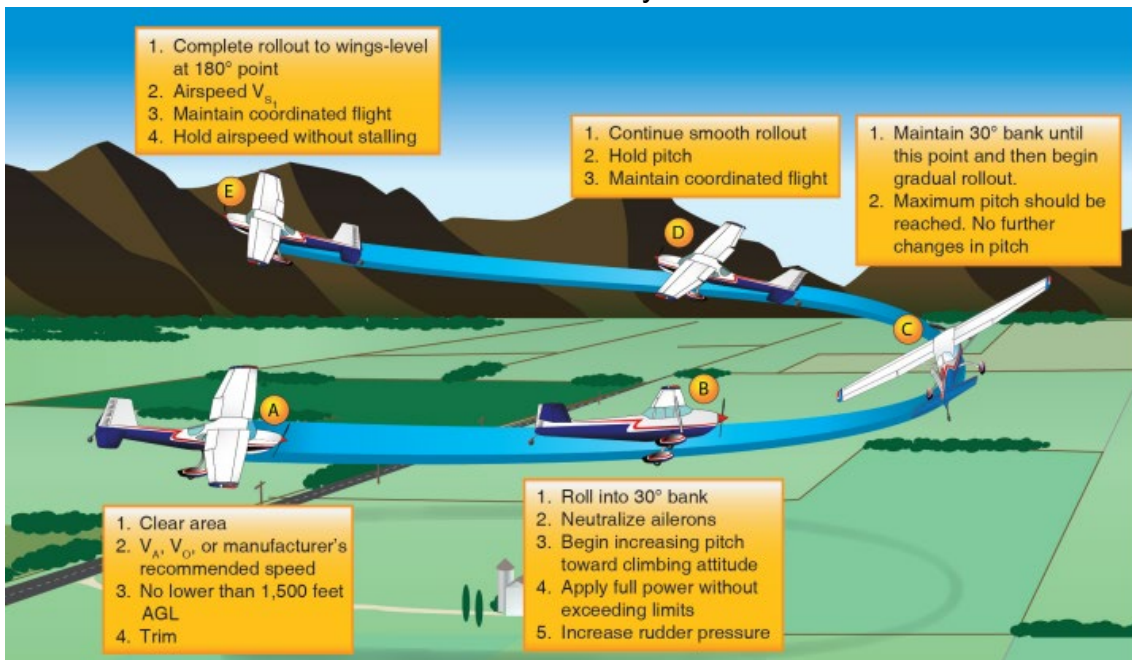 1. Complete rollout to wings-level
at 180° point
2. Airspeed V_S₁
3. Maintain coordinated flight
4. Hold airspeed without stalling
1. Continue smooth rollout
2. Hold pitch
3. Maintain coordinated flight
1. Maintain 30° bank until
this point and then begin
gradual rollout.
2. Maximum pitch should be
reached. No further
changes in pitch
E
D
C
B
A
1. Clear area
2. V_A, V_O, or manufacturer's
recommended speed
3. No lower than 1,500 feet
AGL
4. Trim
1. Roll into 30° bank
2. Neutralize ailerons
3. Begin increasing pitch
toward climbing attitude
4. Apply full power without
exceeding limits
5. Increase rudder pressure